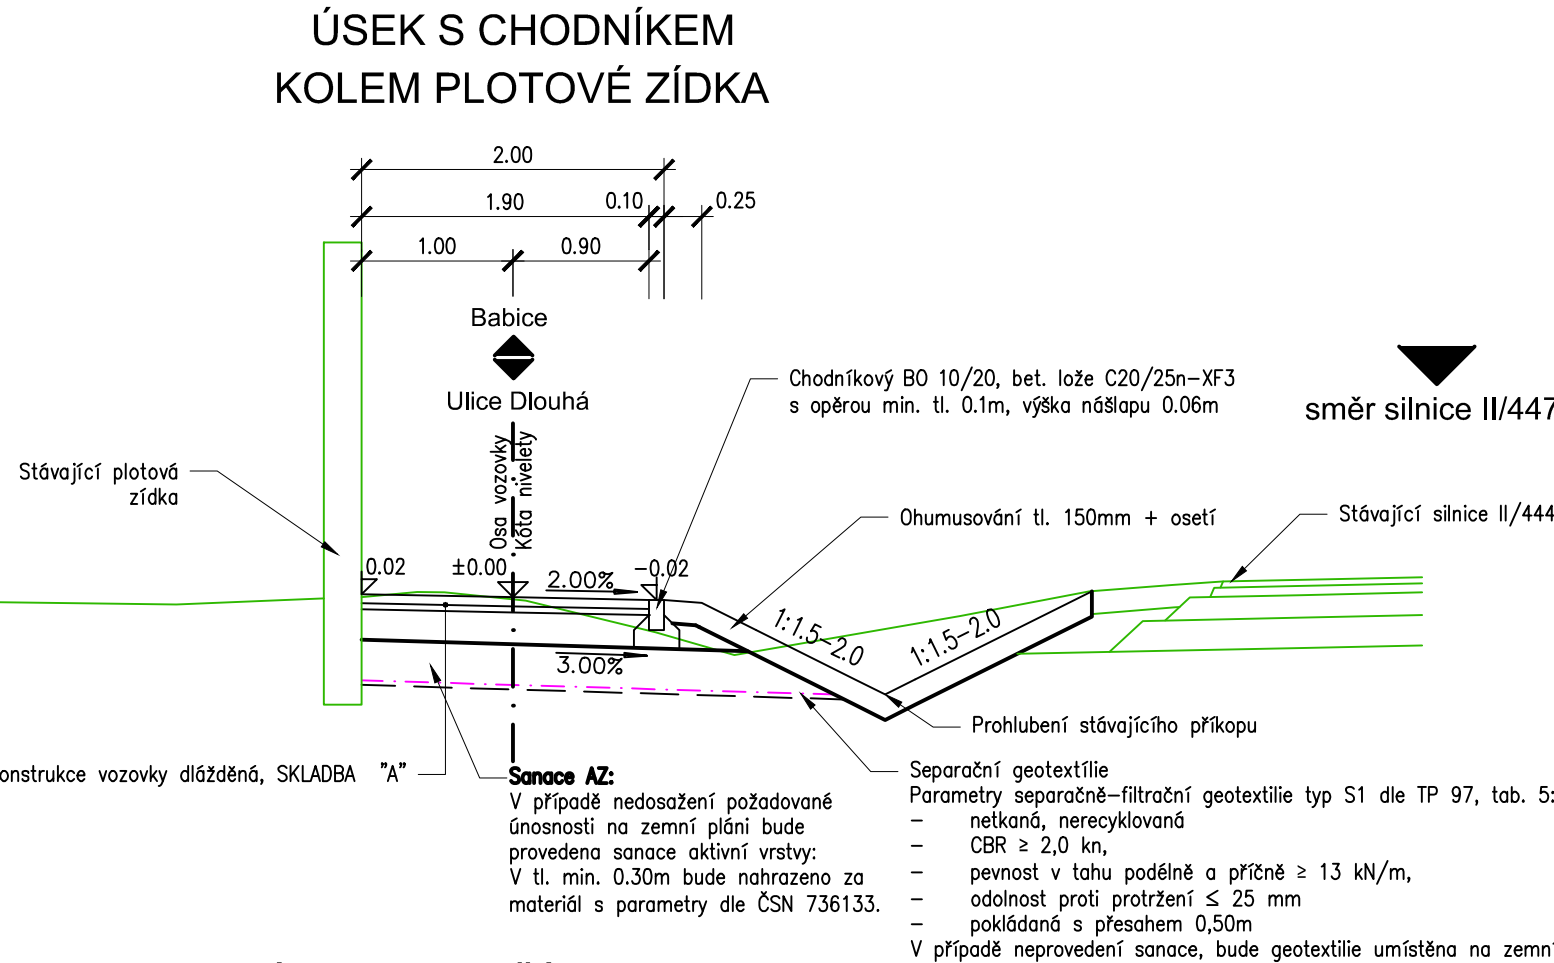 ÚSEK S CHODNÍKEM
KOLEM PLOTOVÉ ZÍDKA
2.00
1.90
0.10
0.25
1.00
0.90
Babice
Ulice Dlouhá
Osa vozovky
Kóta nivelety
Chodníkový BO 10/20, bet. lože C20/25n-XF3
s opěrou min. tl. 0.1m, výška nášlapu 0.06m
směr silnice II/447
Stávající plotová
zídka
Ohumusování tl. 150mm + osetí
Stávající silnice II/444
0.02
±0.00
2.00%
-0.02
3.00%
1:1.5-2.0
1:1.5-2.0
Prohlubení stávajícího příkopu
onstrukce vozovky dlážděná, SKLADBA "A"
Sanace AZ:
V případě nedosažení požadované
únosnosti na zemní pláni bude
provedena sanace aktivní vrstvy:
V tl. min. 0.30m bude nahrazeno za
materiál s parametry dle ČSN 736133.
Separační geotextílie
Parametry separačně-filtrační geotextilie typ S1 dle TP 97, tab. 5:
- netkaná, nerecyklovaná
- CBR ≥ 2,0 kn,
- pevnost v tahu podélně a příčně ≥ 13 kN/m,
- odolnost proti protržení ≤ 25 mm
- pokládaná s přesahem 0,50m
V případě neprovedení sanace, bude geotextilie umístěna na zemní